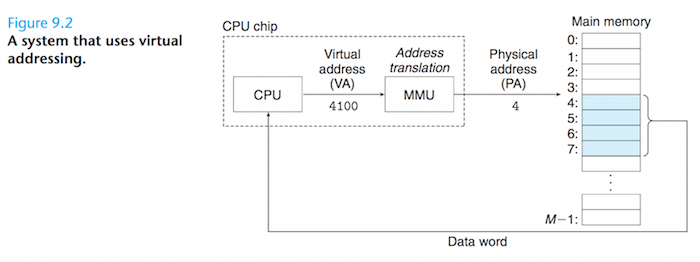 Figure 9.2
A system that uses virtual
addressing.
CPU chip
CPU
Virtual
address
(VA)
4100
Address
translation
MMU
Physical
address
(PA)
4
Main memory
0:
1:
2:
3:
4:
5:
6:
7:
M–1:
Data word